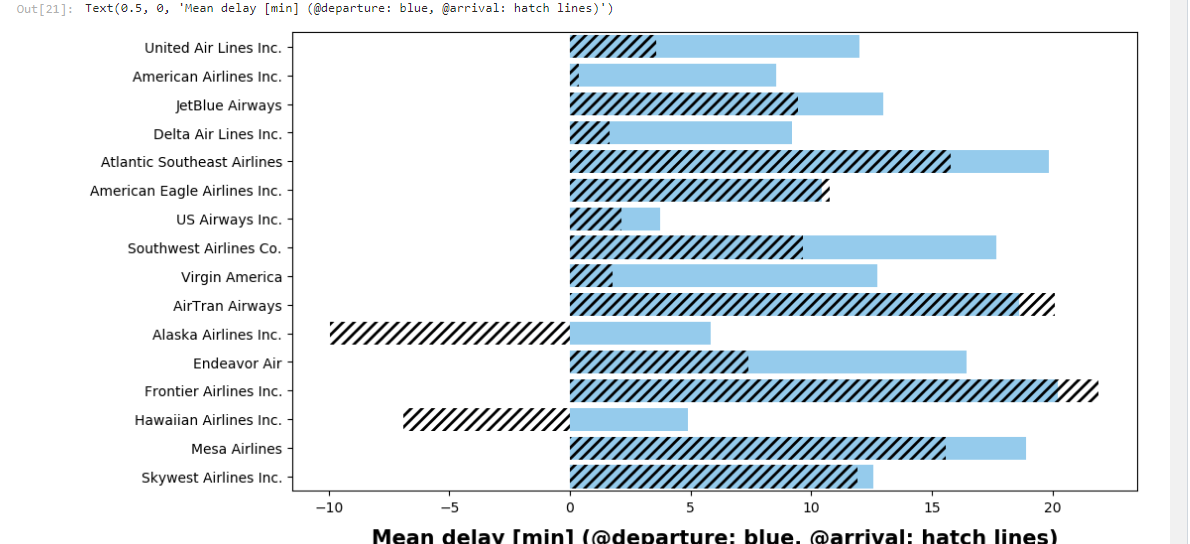 Out[21]: Text(0.5, 0, 'Mean delay [min] (@departure: blue, @arrival: hatch lines)')
United Air Lines Inc.
American Airlines Inc.
JetBlue Airways
Delta Air Lines Inc.
Atlantic Southeast Airlines
American Eagle Airlines Inc.
US Airways Inc.
Southwest Airlines Co.
Virgin America
AirTran Airways
Alaska Airlines Inc.
Endeavor Air
Frontier Airlines Inc.
Hawaiian Airlines Inc.
Mesa Airlines
Skywest Airlines Inc.
−10 −5 0 5 10 15 20
Mean delay [min] (@departure: blue, @arrival: hatch lines)